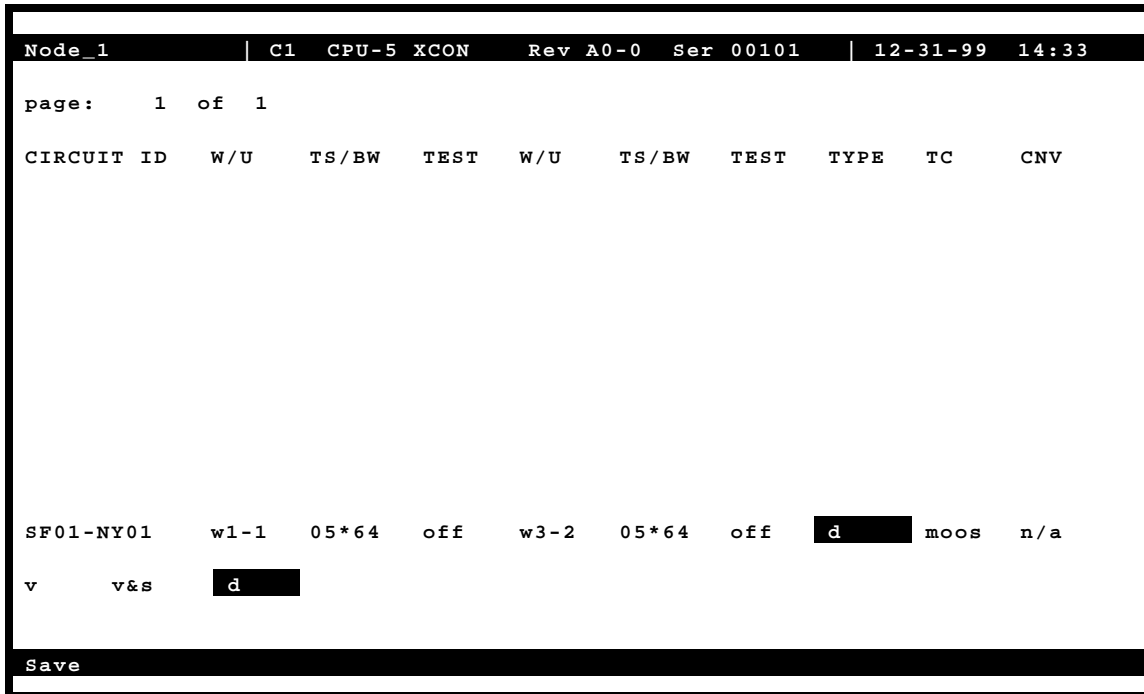 Node_1 | C1 CPU-5 XCON Rev A0-0 Ser 00101 | 12-31-99 14:33
page: 1 of 1
CIRCUIT ID W/U TS/BW TEST W/U TS/BW TEST TYPE TC CNV
SF01-NY01 w1-1 05*64 off w3-2 05*64 off d moos n/a
v v&s d
Save